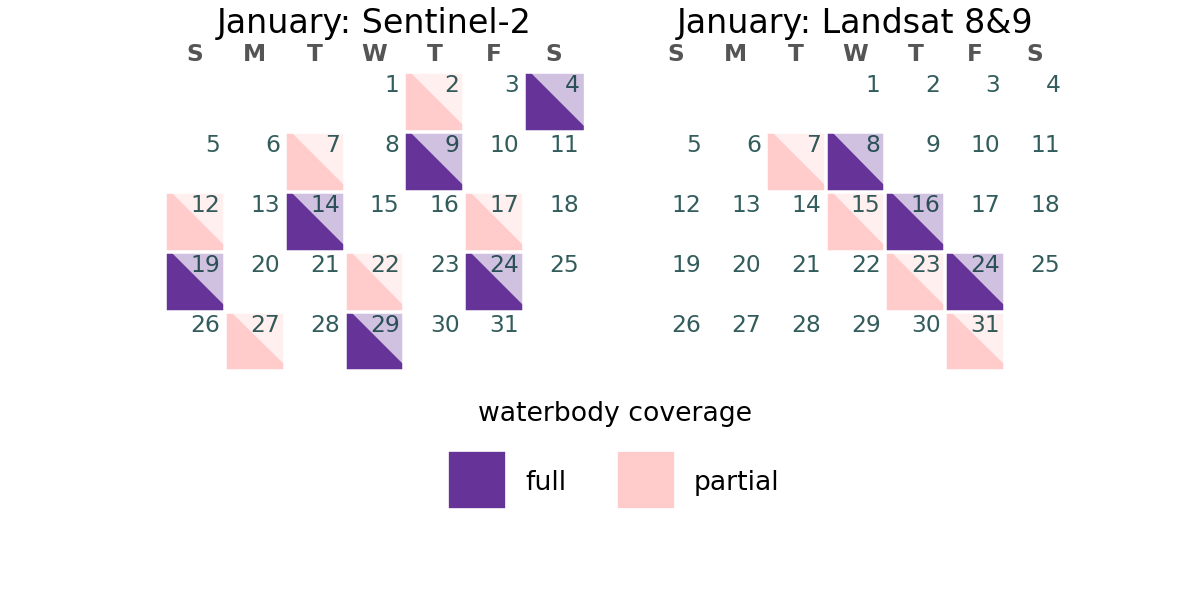 January: Sentinel-2
S M T W T F S
1 2 3 4
5 6 7 8 9 10 11
12 13 14 15 16 17 18
19 20 21 22 23 24 25
26 27 28 29 30 31
January: Landsat 8&9
S M T W T F S
1 2 3 4
5 6 7 8 9 10 11
12 13 14 15 16 17 18
19 20 21 22 23 24 25
26 27 28 29 30 31
waterbody coverage
full
partial